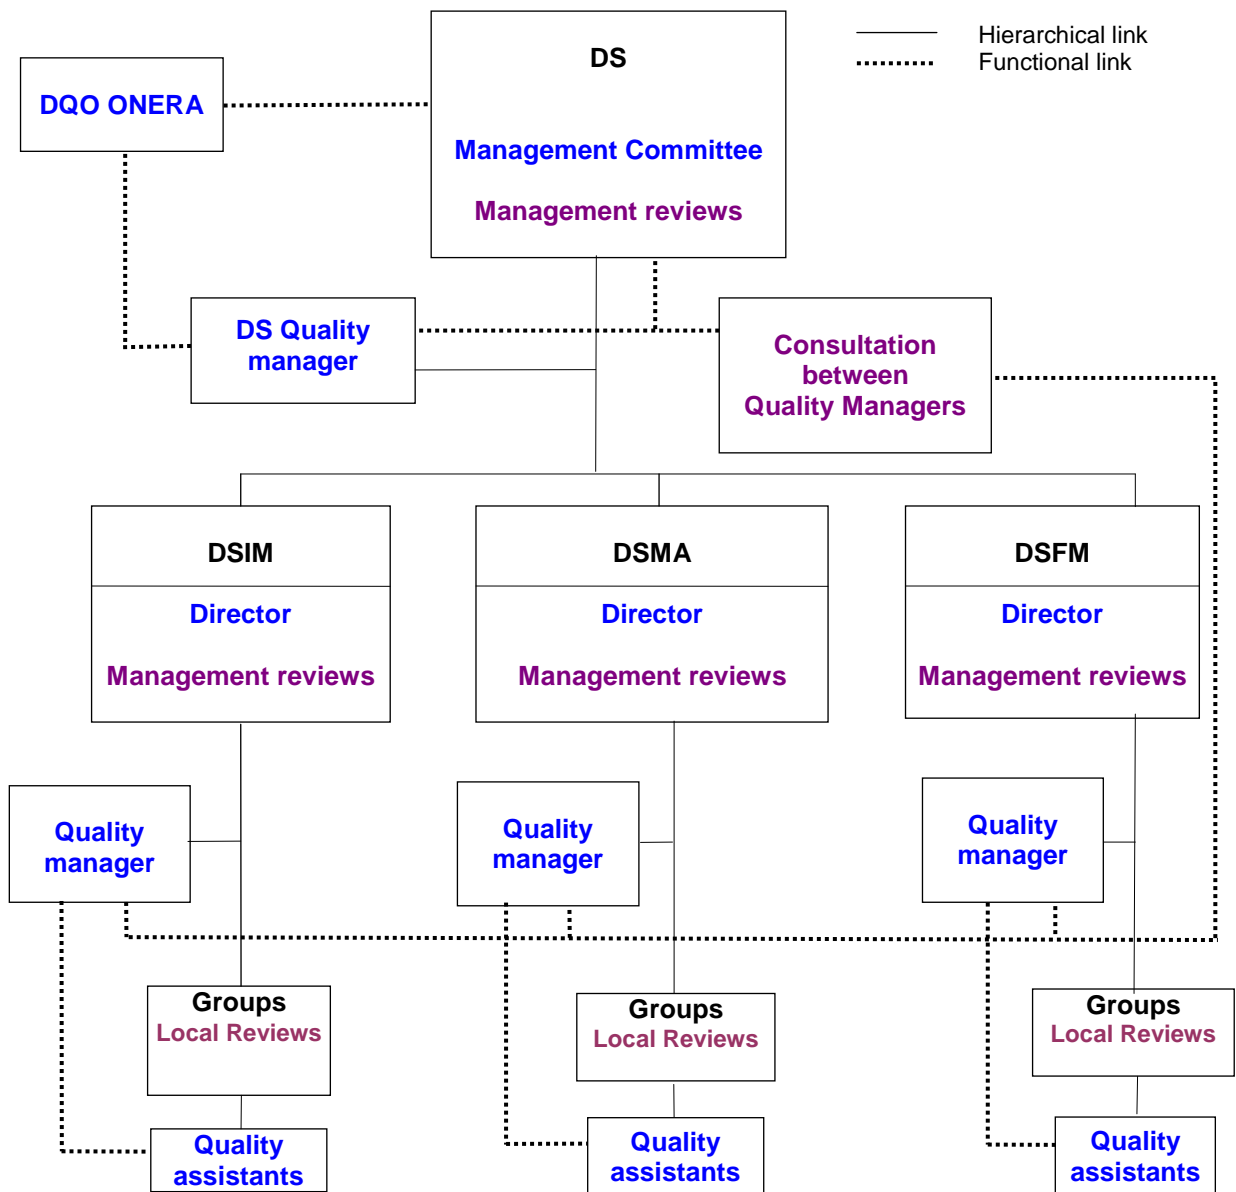 DS
Hierarchical link
Functional link
DQO ONERA
Management Committee
Management reviews
DS Quality
manager
Consultation
between
Quality Managers
DSIM
Director
Management reviews
DSMA
Director
Management reviews
DSFM
Director
Management reviews
Quality
manager
Quality
manager
Quality
manager
Groups
Local Reviews
Groups
Local Reviews
Groups
Local Reviews
Quality
assistants
Quality
assistants
Quality
assistants